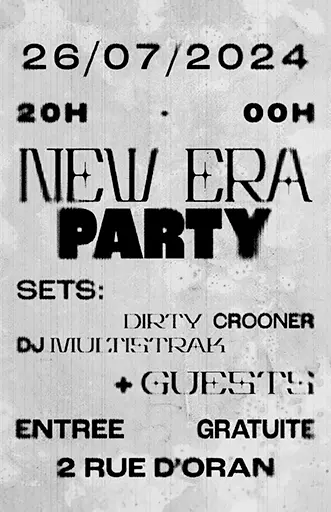 26/07/2024
20H · 00H
NEW ERA
PARTY
SETS:
DIRTY CROONER
DJ MULTISTRAK
+ GUESTS
ENTREE GRATUITE
2 RUE D'ORAN